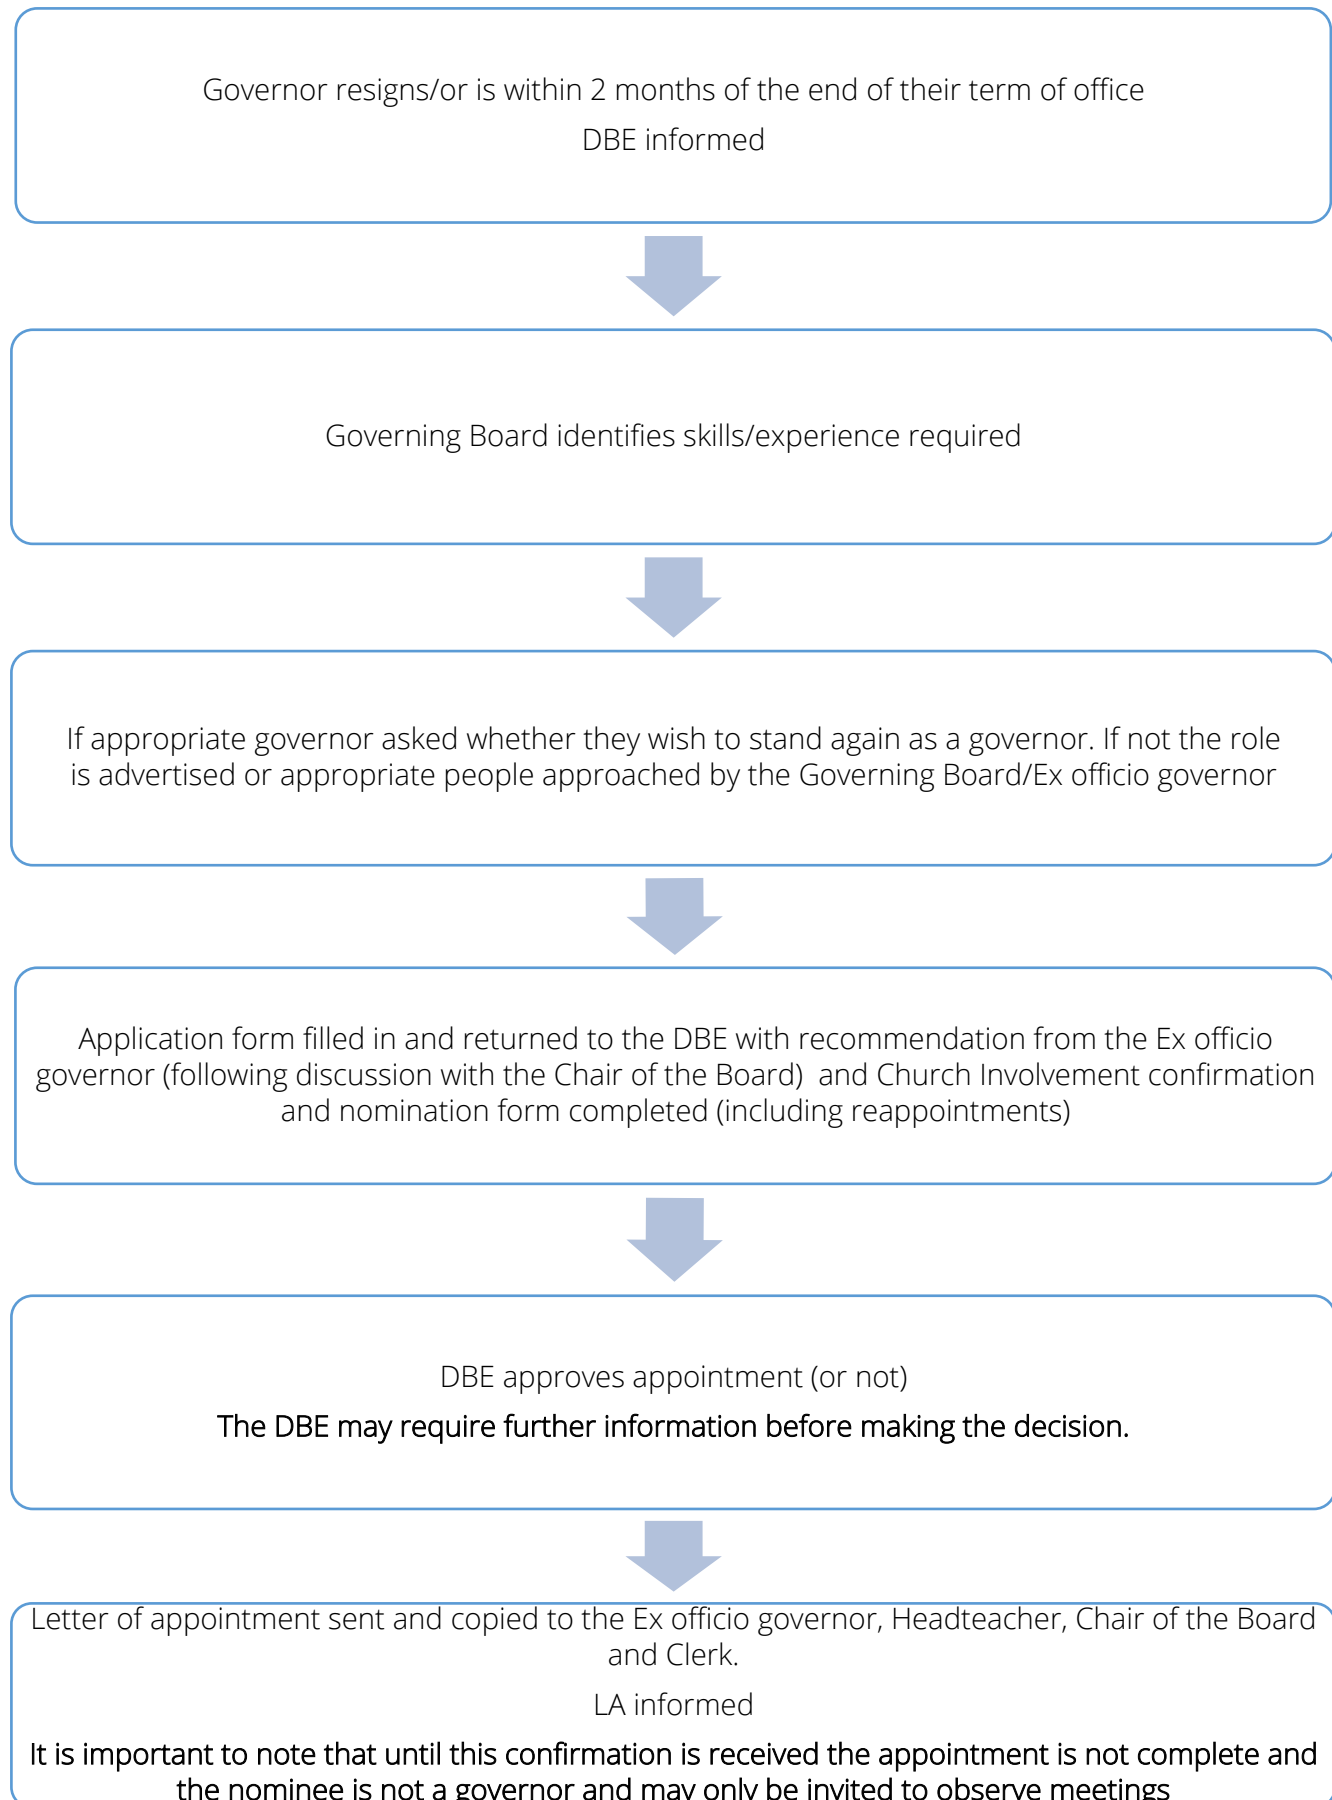 Governor resigns/or is within 2 months of the end of their term of office
DBE informed
Governing Board identifies skills/experience required
If appropriate governor asked whether they wish to stand again as a governor. If not the role
is advertised or appropriate people approached by the Governing Board/Ex officio governor
Application form filled in and returned to the DBE with recommendation from the Ex officio
governor (following discussion with the Chair of the Board) and Church Involvement confirmation
and nomination form completed (including reappointments)
DBE approves appointment (or not)
The DBE may require further information before making the decision.
Letter of appointment sent and copied to the Ex officio governor, Headteacher, Chair of the Board
and Clerk.
LA informed
It is important to note that until this confirmation is received the appointment is not complete and
the nominee is not a governor and may only be invited to observe meetings